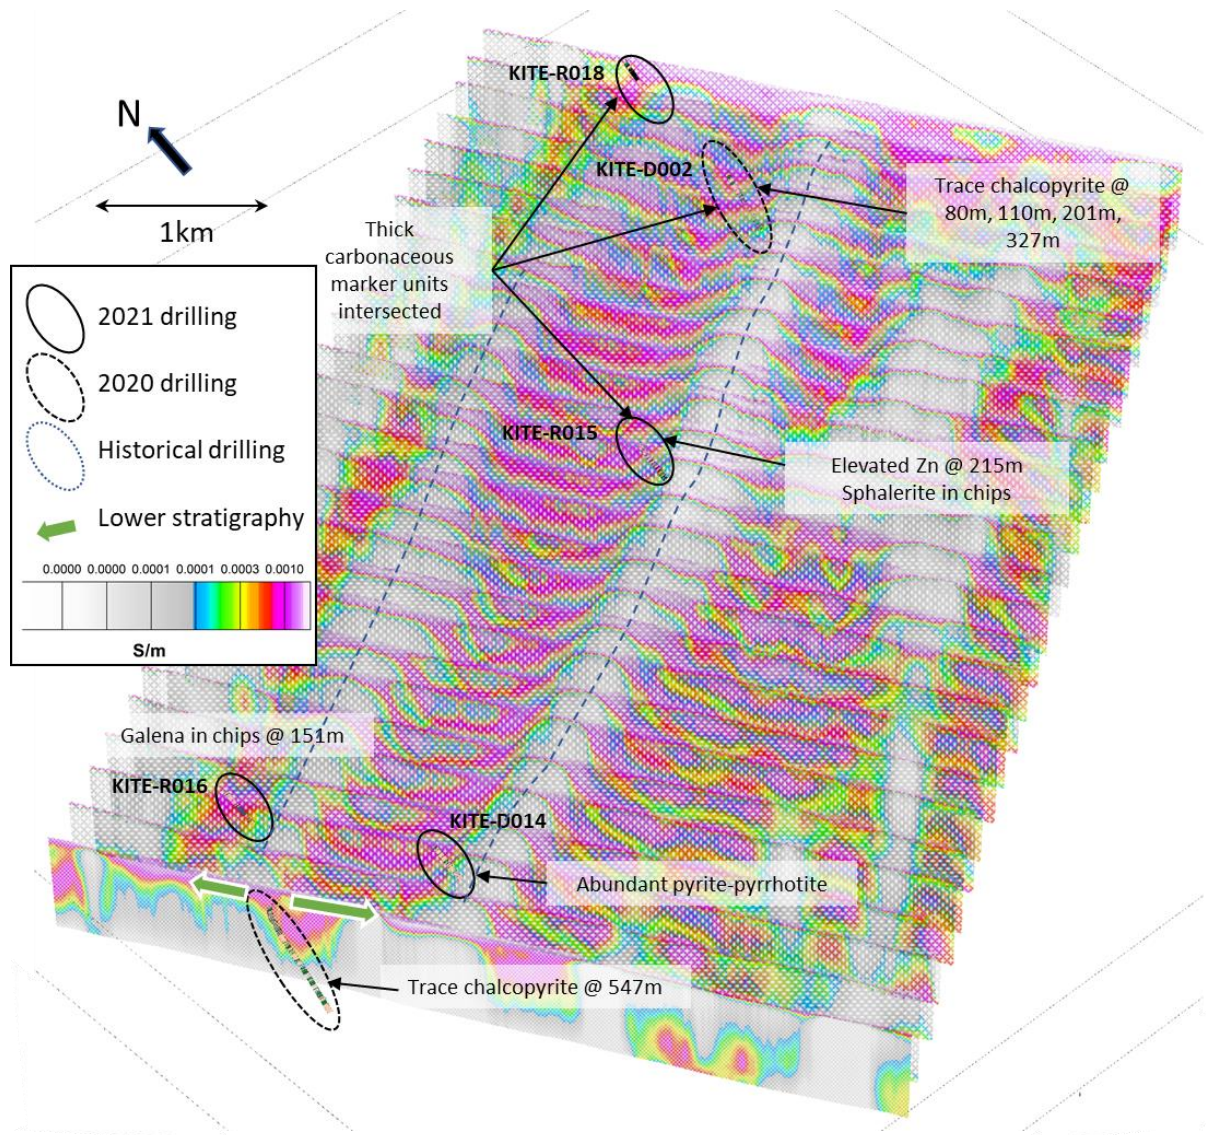 KITE-R018
N
KITE-D002
Trace chalcopyrite @
80m, 110m, 201m,
327m
1km
Thick
carbonaceous
marker units
intersected
2021 drilling
2020 drilling
Historical drilling
Lower stratigraphy
0.0000 0.0000 0.0001 0.0001 0.0003 0.0010
S/m
KITE-R015
Elevated Zn @ 215m
Sphalerite in chips
Galena in chips @ 151m
KITE-R016
KITE-D014
Abundant pyrite-pyrrhotite
Trace chalcopyrite @ 547m